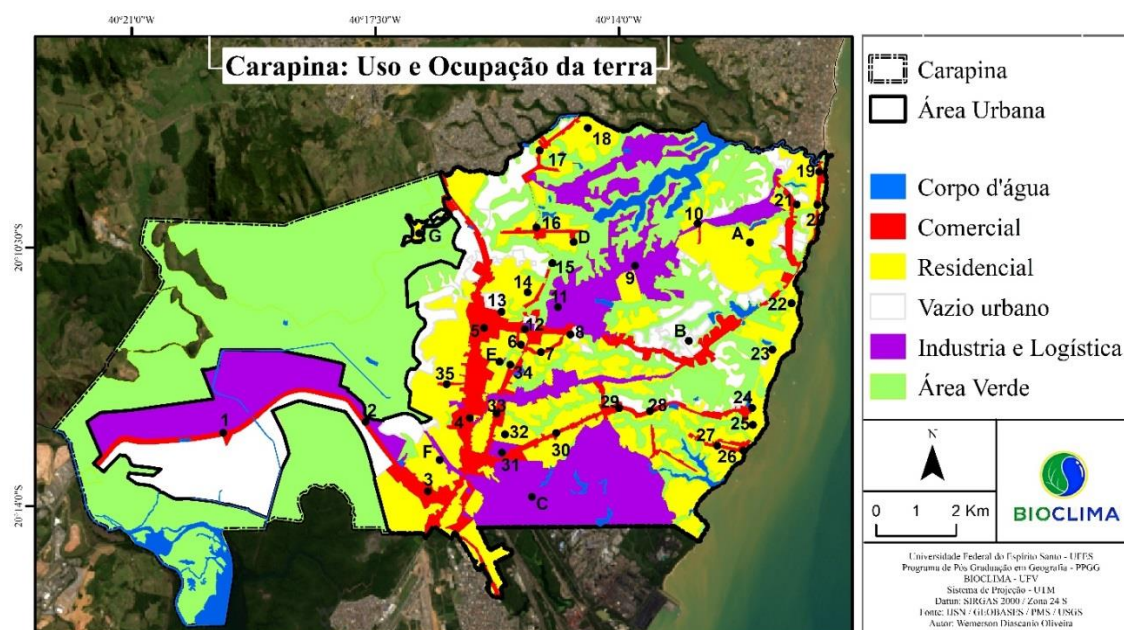 40°21'0"W 40°17'30"W 40°14'0"W
Carapina: Uso e Ocupação da terra
20°10'30"S
20°14'0"S
18
17
19
10
21
20
16
A
G
D
15
9
14
11
22
13
12
5
8
6
B
7
23
E
34
35
24
33
29
28
4
25
1
2
32
30
27
F
31
26
3
C
Carapina
Área Urbana
Corpo d'água
Comercial
Residencial
Vazio urbano
Industria e Logística
Área Verde
N
0 1 2 Km
BIOCLIMA
Universidade Federal do Espírito Santo - UFES
Programa de Pós Graduação em Geografia - PPGG
BIOCLIMA - UFV
Sistema de Projeção - UTM
Datum: SIRGAS 2000 / Zona 24 S
Fonte: IJSN / GEOBASES / PMS / USGS
Autor: Wemerson Diascanio Oliveira